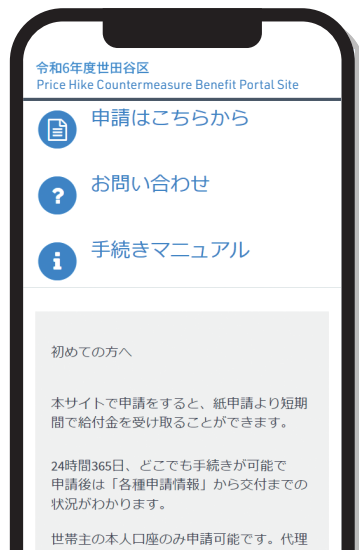 令和6年度世田谷区
Price Hike Countermeasure Benefit Portal Site
申請はこちらから
?
お問い合わせ
i
手続きマニュアル
初めての方へ
本サイトで申請をすると、紙申請より短期
間で給付金を受け取ることができます。
24時間365日、どこでも手続きが可能で
申請後は「各種申請情報」から交付までの
状況がわかります。
世帯主の本人口座のみ申請可能です。代理